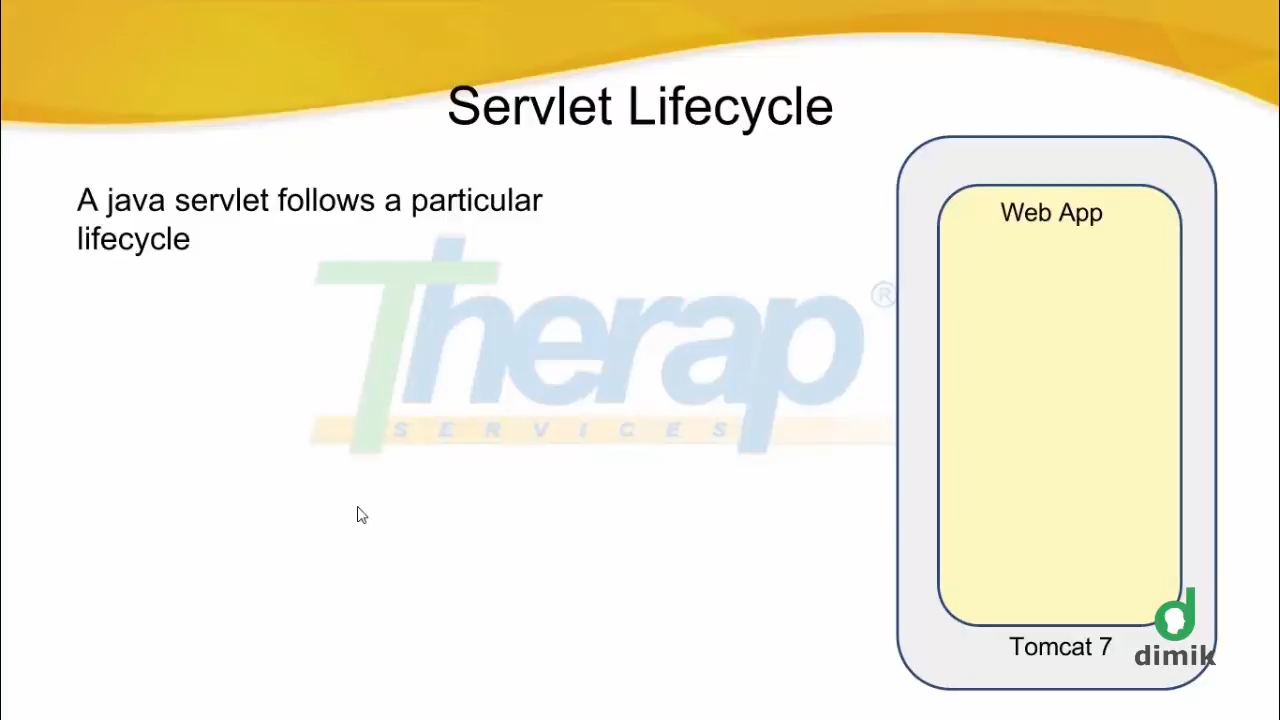 Servlet Lifecycle
A java servlet follows a particular
lifecycle
Web App
Therap ®
SERVICES
Tomcat 7
dimik